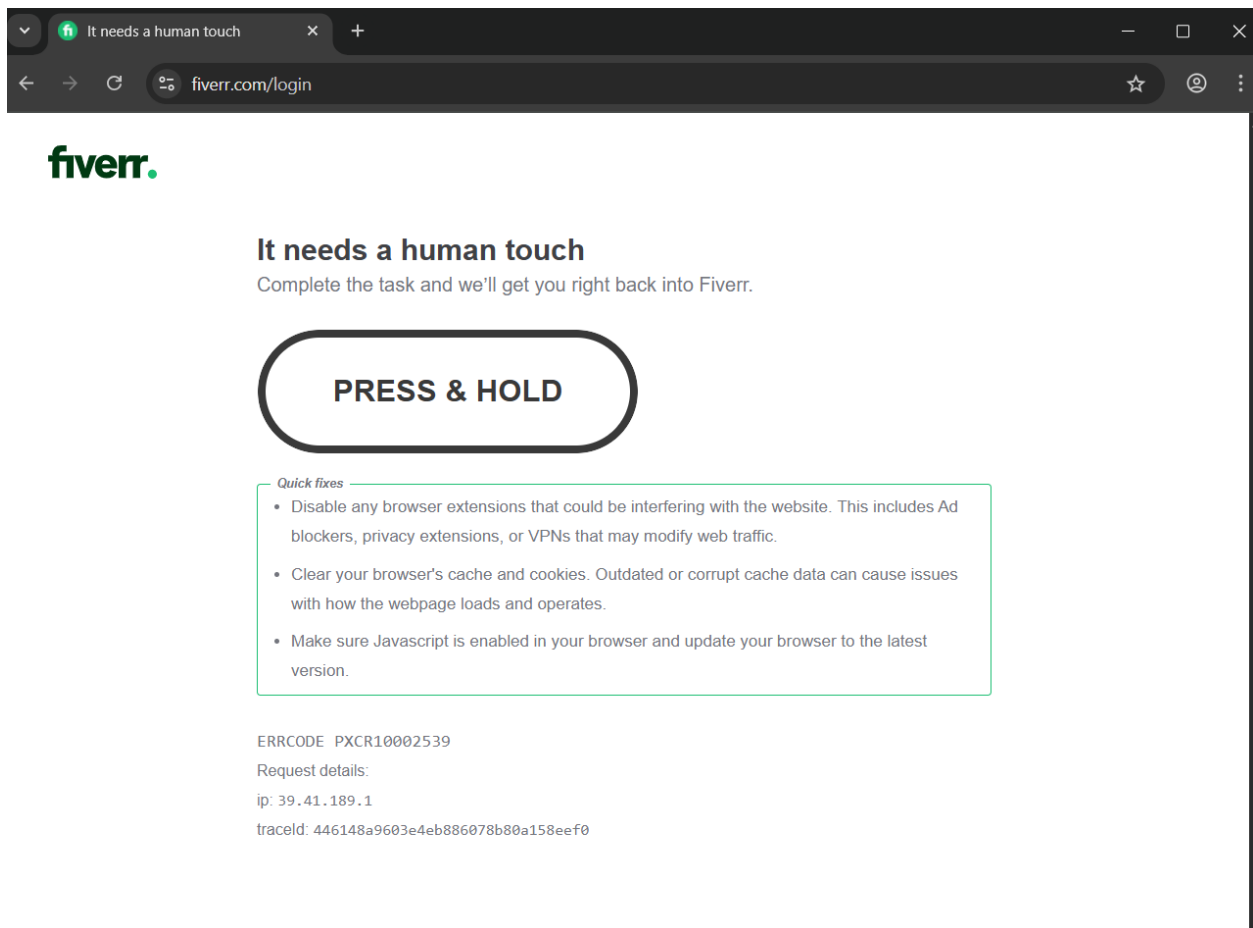 It needs a human touch
fiverr.com/login
fiverr.
It needs a human touch
Complete the task and we’ll get you right back into Fiverr.
PRESS & HOLD
Quick fixes
• Disable any browser extensions that could be interfering with the website. This includes Ad
blockers, privacy extensions, or VPNs that may modify web traffic.
• Clear your browser's cache and cookies. Outdated or corrupt cache data can cause issues
with how the webpage loads and operates.
• Make sure Javascript is enabled in your browser and update your browser to the latest
version.
ERRCODE PXCR10002539
Request details:
ip: 39.41.189.1
traceId: 446148a9603e4eb886078b80a158eef0